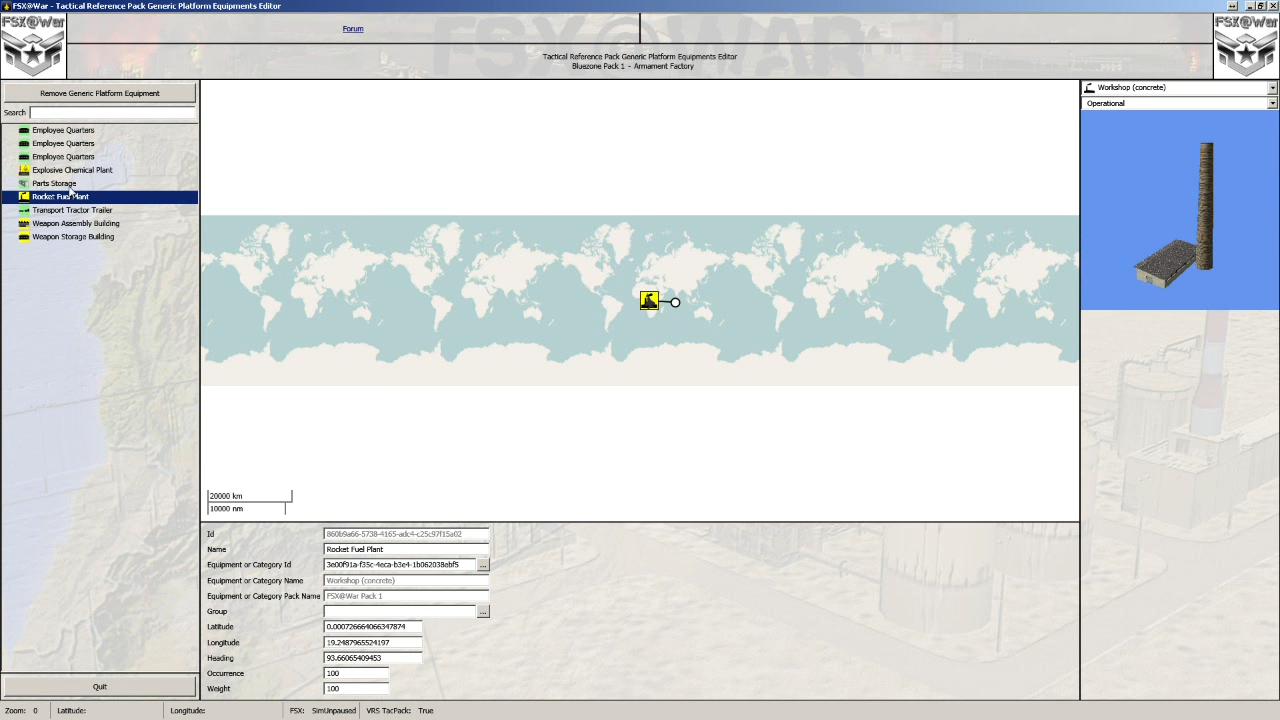 FSX@War - Tactical Reference Pack Generic Platform Equipments Editor
FSX@War
Forum
FSX@WAR
FSX@War
Tactical Reference Pack Generic Platform Equipments Editor
Bluezone Pack 1 - Armament Factory
Remove Generic Platform Equipment
Search
Employee Quarters
Employee Quarters
Employee Quarters
Explosive Chemical Plant
Parts Storage
Rocket Fuel Plant
Transport Tractor Trailer
Weapon Assembly Building
Weapon Storage Building
Quit
20000 km
10000 nm
Workshop (concrete)
Operational
Id 860b9a66-5738-4165-adc4-c25c97f15a02
Name Rocket Fuel Plant
Equipment or Category Id 3e00f91a-f35c-4eca-b3e4-1b062038ebf5 ...
Equipment or Category Name Workshop (concrete)
Equipment or Category Pack Name FSX@War Pack 1
Group ...
Latitude 0.000726664066347874
Longitude 19.2487965524197
Heading 93.66065409453
Occurrence 100
Weight 100
Zoom: 0 Latitude: Longitude: FSX: SimUnpaused VRS TacPack: True